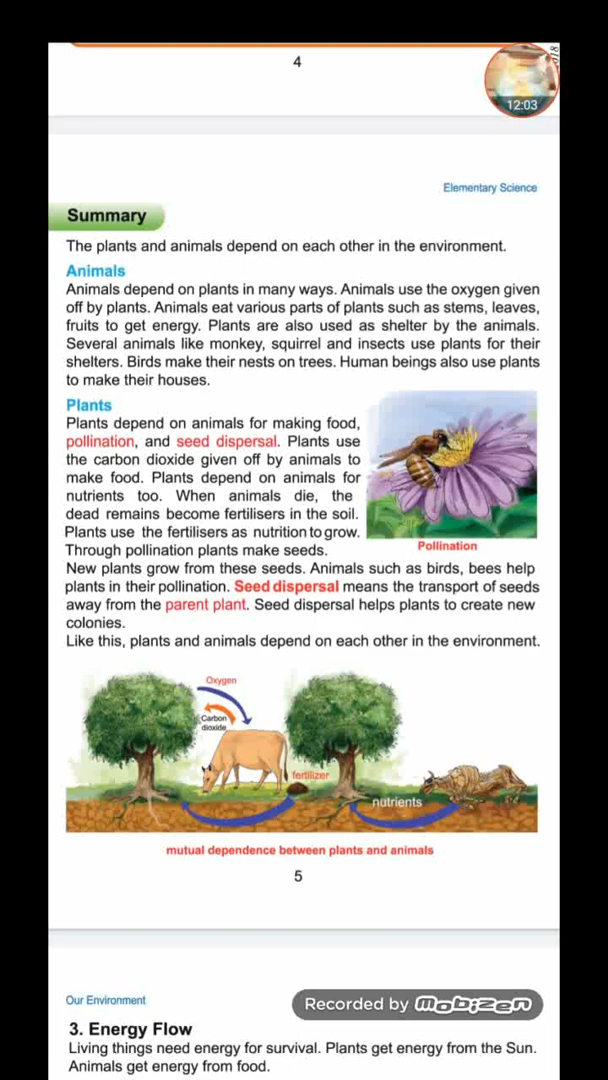 4
12:03
Elementary Science
Summary
The plants and animals depend on each other in the environment.
Animals
Animals depend on plants in many ways. Animals use the oxygen given
off by plants. Animals eat various parts of plants such as stems, leaves,
fruits to get energy. Plants are also used as shelter by the animals.
Several animals like monkey, squirrel and insects use plants for their
shelters. Birds make their nests on trees. Human beings also use plants
to make their houses.
Plants
Plants depend on animals for making food,
pollination, and seed dispersal. Plants use
the carbon dioxide given off by animals to
make food. Plants depend on animals for
nutrients too. When animals die, the
dead remains become fertilisers in the soil.
Plants use the fertilisers as nutrition to grow.
Through pollination plants make seeds.
Pollination
New plants grow from these seeds. Animals such as birds, bees help
plants in their pollination. Seed dispersal means the transport of seeds
away from the parent plant. Seed dispersal helps plants to create new
colonies.
Like this, plants and animals depend on each other in the environment.
Oxygen
Carbon
dioxide
fertilizer
nutrients
mutual dependence between plants and animals
5
Our Environment
Recorded by mobizen
3. Energy Flow
Living things need energy for survival. Plants get energy from the Sun.
Animals get energy from food.